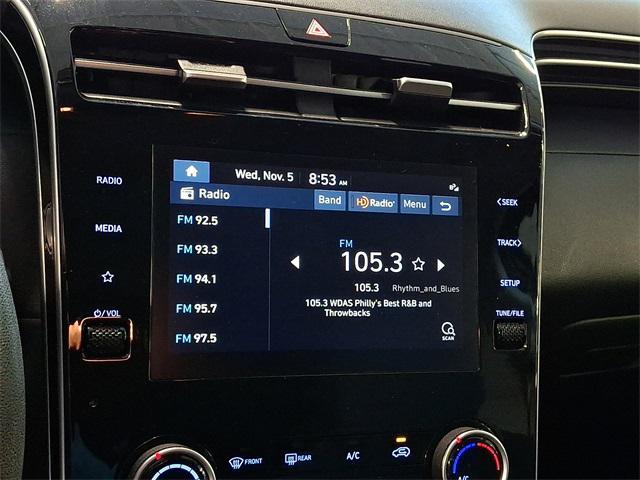 Wed, Nov. 5 8:53 AM
Radio Band HD Radio Menu
RADIO
MEDIA
/VOL
FM 92.5
FM 93.3
FM 94.1
FM 95.7
FM 97.5
FM
105.3
105.3 Rhythm_and_Blues
105.3 WDAS Philly's Best R&B and
Throwbacks
SCAN
<SEEK
TRACK>
SETUP
TUNE/FILE
FRONT
REAR
A/C
A/C